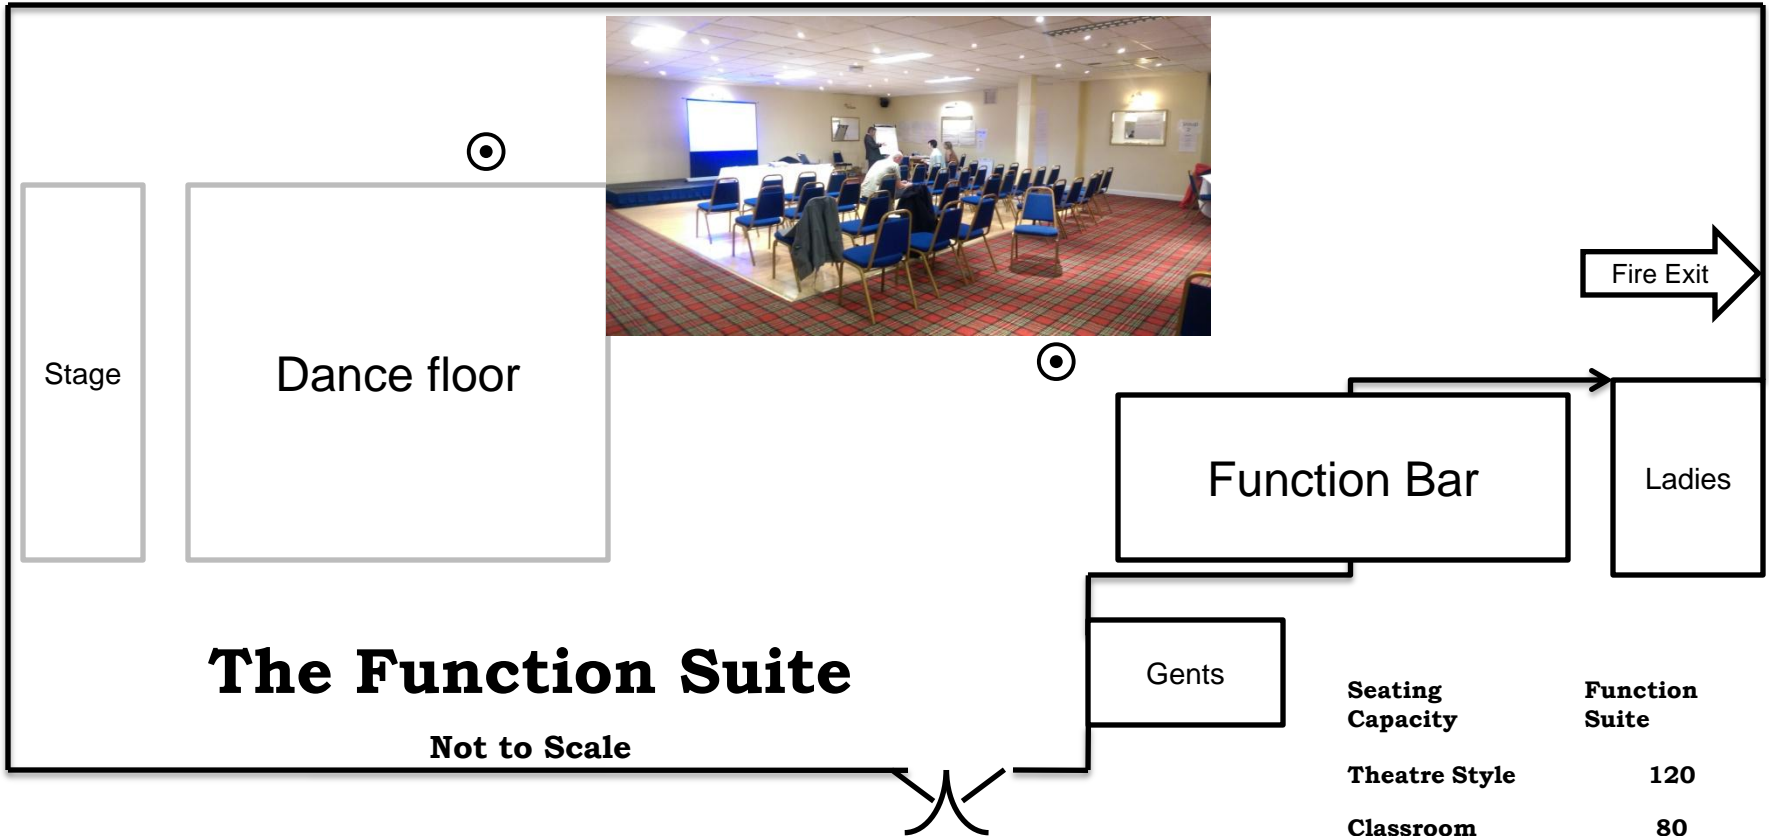 Stage
Dance floor
Fire Exit
Function Bar
Ladies
The Function Suite
Not to Scale
Gents
Seating Function
Capacity Suite
Theatre Style 120
Classroom 80